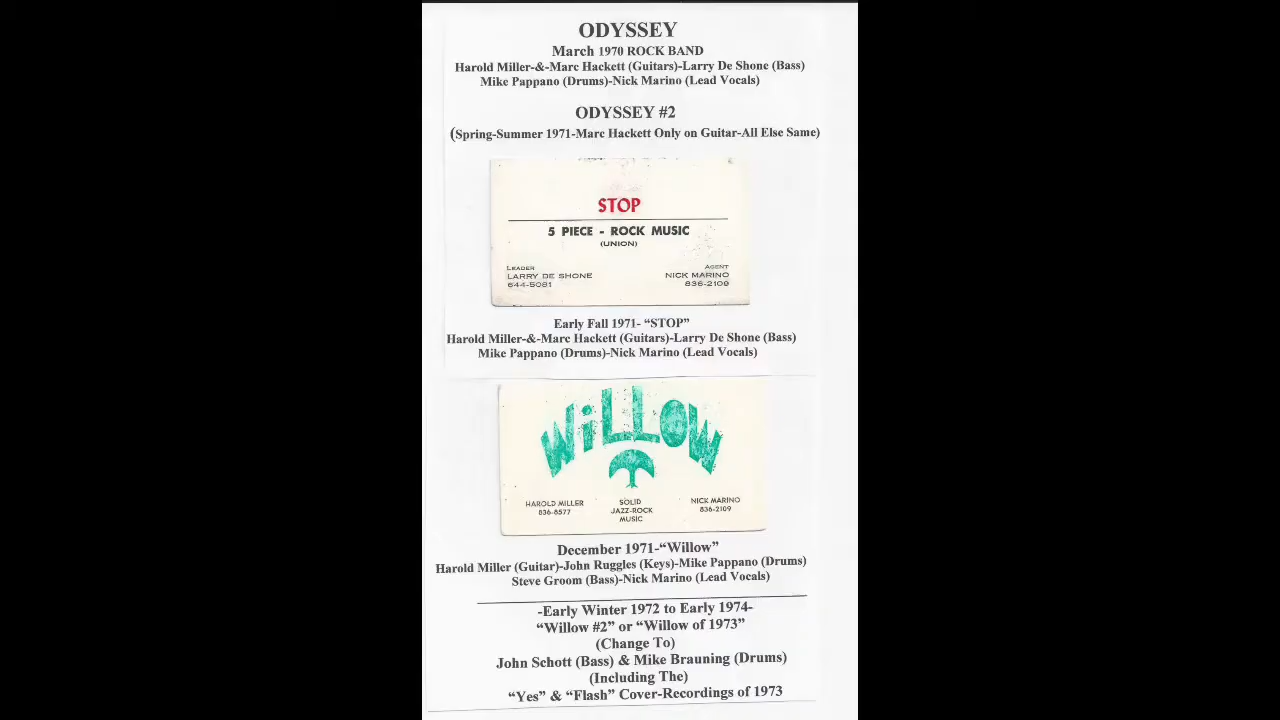 ODYSSEY
March 1970 ROCK BAND
Harold Miller-&-Marc Hackett (Guitars)-Larry De Shone (Bass)
Mike Pappano (Drums)-Nick Marino (Lead Vocals)
ODYSSEY #2
(Spring-Summer 1971-Marc Hackett Only on Guitar-All Else Same)
STOP
5 PIECE - ROCK MUSIC
(UNION)
LEADER
LARRY DE SHONE
644-5081
AGENT
NICK MARINO
836-2109
Early Fall 1971- “STOP”
Harold Miller-&-Marc Hackett (Guitars)-Larry De Shone (Bass)
Mike Pappano (Drums)-Nick Marino (Lead Vocals)
WiLLOW
HAROLD MILLER
836-8577
SOLID
JAZZ-ROCK
MUSIC
NICK MARINO
836-2109
December 1971-“Willow”
Harold Miller (Guitar)-John Ruggles (Keys)-Mike Pappano (Drums)
Steve Groom (Bass)-Nick Marino (Lead Vocals)
-Early Winter 1972 to Early 1974-
“Willow #2” or “Willow of 1973”
(Change To)
John Schott (Bass) & Mike Brauning (Drums)
(Including The)
“Yes” & “Flash” Cover-Recordings of 1973